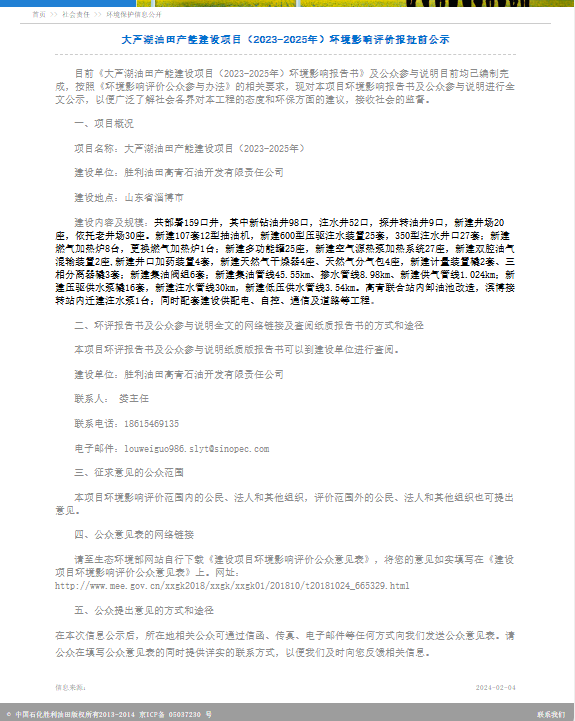 首页 >> 社会责任 >> 环境保护信息公开
大芦湖油田产能建设项目（2023-2025年）环境影响评价报批前公示
目前《大芦湖油田产能建设项目（2023-2025年）环境影响报告书》及公众参与说明目前均已编制完
成，按照《环境影响评价公众参与办法》的相关要求，现对本项目环境影响报告书及公众参与说明进行全
文公示，以便广泛了解社会各界对本工程的态度和环保方面的建议，接收社会的监督。
一、项目概况
项目名称：大芦湖油田产能建设项目（2023-2025年）
建设单位：胜利油田高青石油开发有限责任公司
建设地点：山东省淄博市
建设内容及规模：共部署159口井，其中新钻油井98口，注水井52口，探井转油井9口，新建井场20
座，依托老井场30座。新建107套12型抽油机，新建600型压驱注水装置25套，350型注水井口27套；新建
燃气加热炉8台，更换燃气加热炉1台；新建多功能罐25座，新建空气源热泵加热系统27座，新建双腔油气
混输装置2座,新建井口加药装置4套，新建天然气干燥器4座、天然气分气包4座，新建计量装置橇2套、三
相分离器橇3套；新建集油阀组6套；新建集油管线45.55km、掺水管线8.98km、新建供气管线1.024km；新
建压驱供水泵橇16套，新建注水管线30km，新建低压供水管线3.54km。高青联合站内卸油池改造，滨博接
转站内迁建注水泵1台；同时配套建设供配电、自控、通信及道路等工程。
二、环评报告书及公众参与说明全文的网络链接及查阅纸质报告书的方式和途径
本项目环评报告书及公众参与说明纸质版报告书可以到建设单位进行查阅。
建设单位：胜利油田高青石油开发有限责任公司
联系人： 娄主任
联系电话：18615469135
电子邮件：louweiguo986.slyt@sinopec.com
三、征求意见的公众范围
本项目环境影响评价范围内的公民、法人和其他组织，评价范围外的公民、法人和其他组织也可提出
意见。
四、公众意见表的网络链接
请至生态环境部网站自行下载《建设项目环境影响评价公众意见表》，将您的意见如实填写在《建设
项目环境影响评价公众意见表》上。网址：
http://www.mee.gov.cn/xxgk2018/xxgk/xxgk01/201810/t20181024_665329.html
五、公众提出意见的方式和途径
在本次信息公示后，所在地相关公众可通过信函、传真、电子邮件等任何方式向我们发送公众意见表。请
公众在填写公众意见表的同时提供详实的联系方式，以便我们及时向您反馈相关信息。
信息来源：
2024-02-04
© 中国石化胜利油田版权所有2013-2014 京ICP备 05037230 号
联系我们